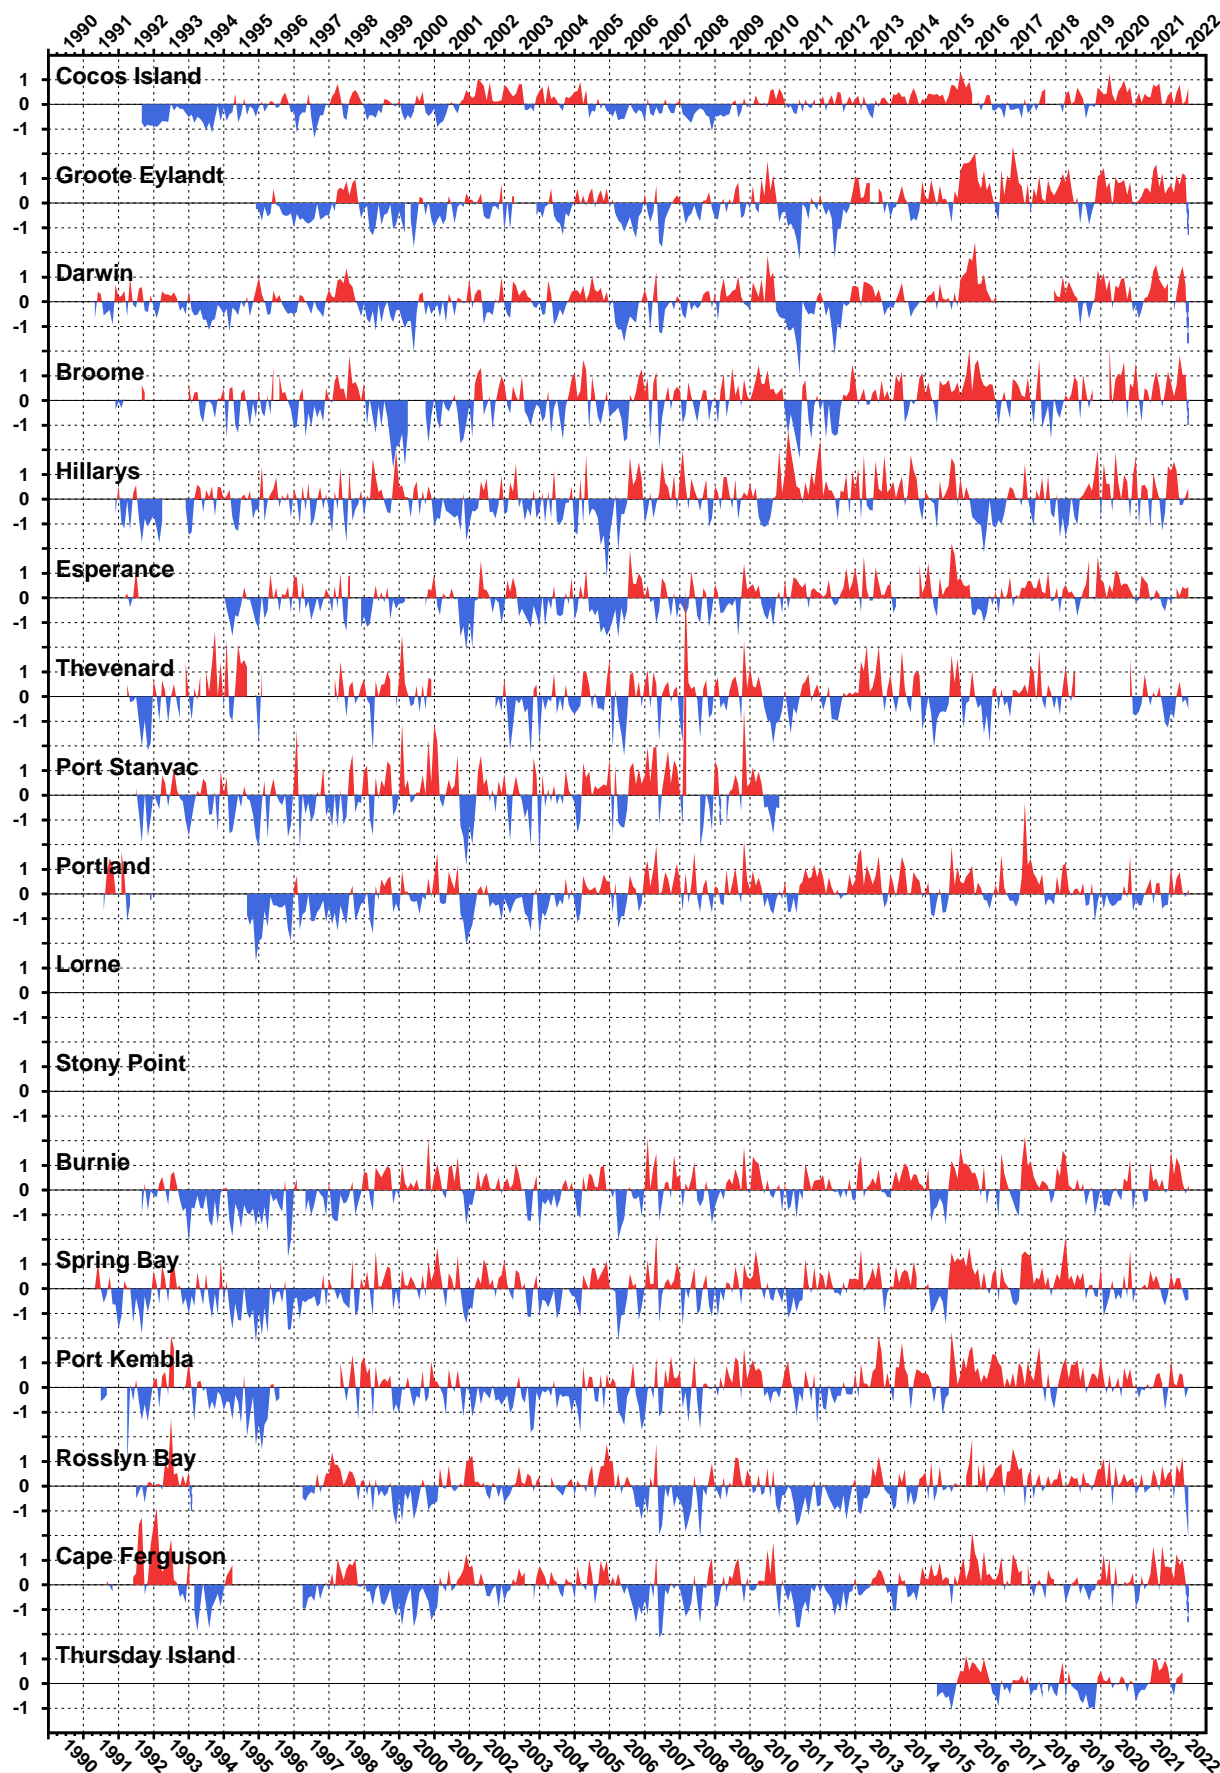 1990 1991 1992 1993 1994 1995 1996 1997 1998 1999 2000 2001 2002 2003 2004 2005 2006 2007 2008 2009 2010 2011 2012 2013 2014 2015 2016 2017 2018 2019 2020 2021 2022
Cocos Island
1
0
-1
Groote Eylandt
1
0
-1
Darwin
1
0
-1
Broome
1
0
-1
Hillarys
1
0
-1
Esperance
1
0
-1
Thevenard
1
0
-1
Port Stanvac
1
0
-1
Portland
1
0
-1
Lorne
1
0
-1
Stony Point
1
0
-1
Burnie
1
0
-1
Spring Bay
1
0
-1
Port Kembla
1
0
-1
Rosslyn Bay
1
0
-1
Cape Ferguson
1
0
-1
Thursday Island
1
0
-1
1990 1991 1992 1993 1994 1995 1996 1997 1998 1999 2000 2001 2002 2003 2004 2005 2006 2007 2008 2009 2010 2011 2012 2013 2014 2015 2016 2017 2018 2019 2020 2021 2022